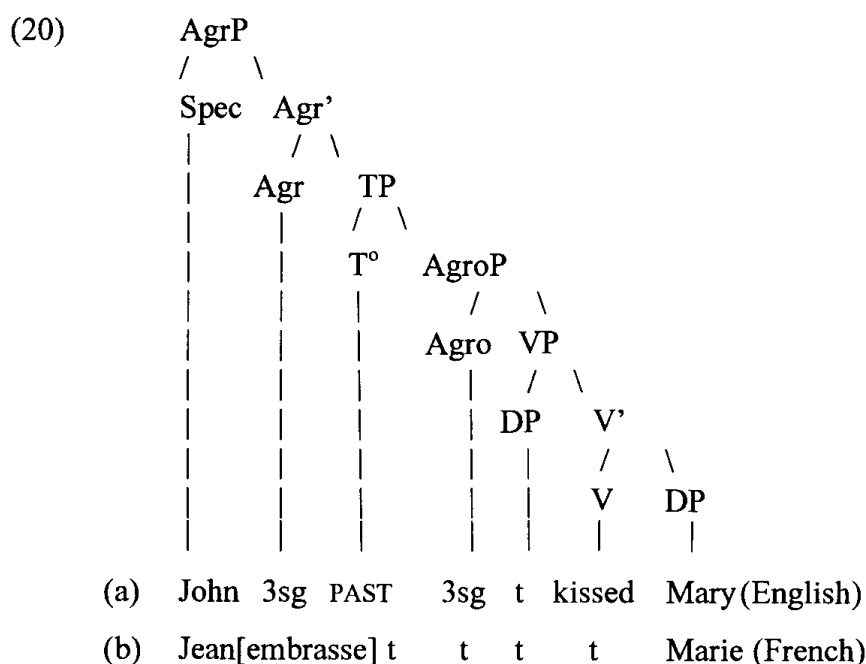 (20) AgrP
Spec Agr’
Agr TP
Tº AgroP
Agro VP
DP V’
V DP
(a) John 3sg PAST 3sg t kissed Mary (English)
(b) Jean[embrasse] t t t t Marie (French)